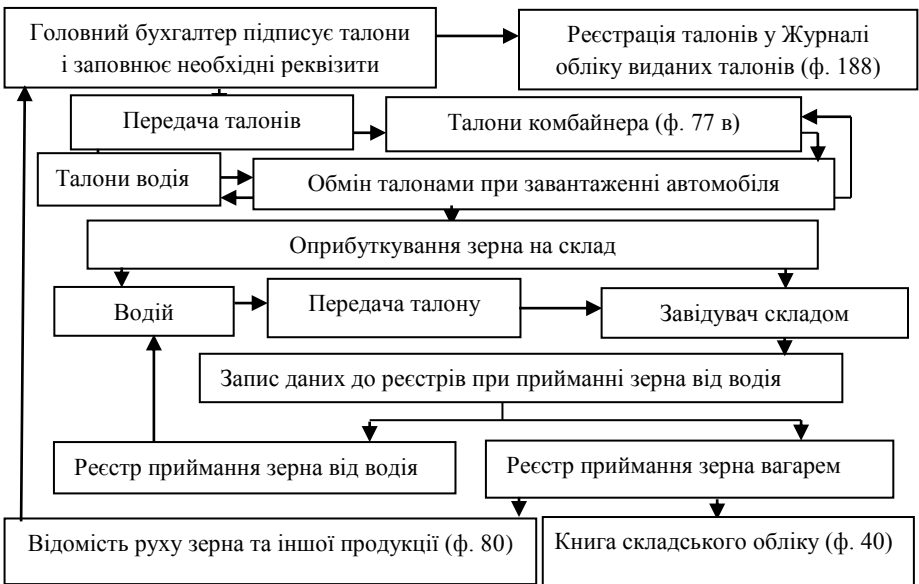 Головний бухгалтер підписує талони
і заповнює необхідні реквізити
Реєстрація талонів у Журналі
обліку виданих талонів (ф. 188)
Передача талонів
Талони комбайнера (ф. 77 в)
Талони водія
Обмін талонами при завантаженні автомобіля
Оприбуткування зерна на склад
Водій
Передача талону
Завідувач складом
Запис даних до реєстрів при прийманні зерна від водія
Реєстр приймання зерна від водія
Реєстр приймання зерна вагарем
Відомість руху зерна та іншої продукції (ф. 80)
Книга складського обліку (ф. 40)